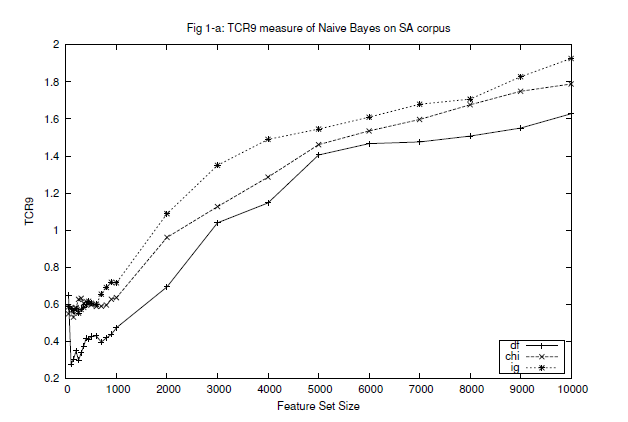 Fig 1-a: TCR9 measure of Naive Bayes on SA corpus
2
1.8
1.6
1.4
1.2
1
0.8
0.6
0.4
0.2
TCR9
0 1000 2000 3000 4000 5000 6000 7000 8000 9000 10000
Feature Set Size
df
chi
ig